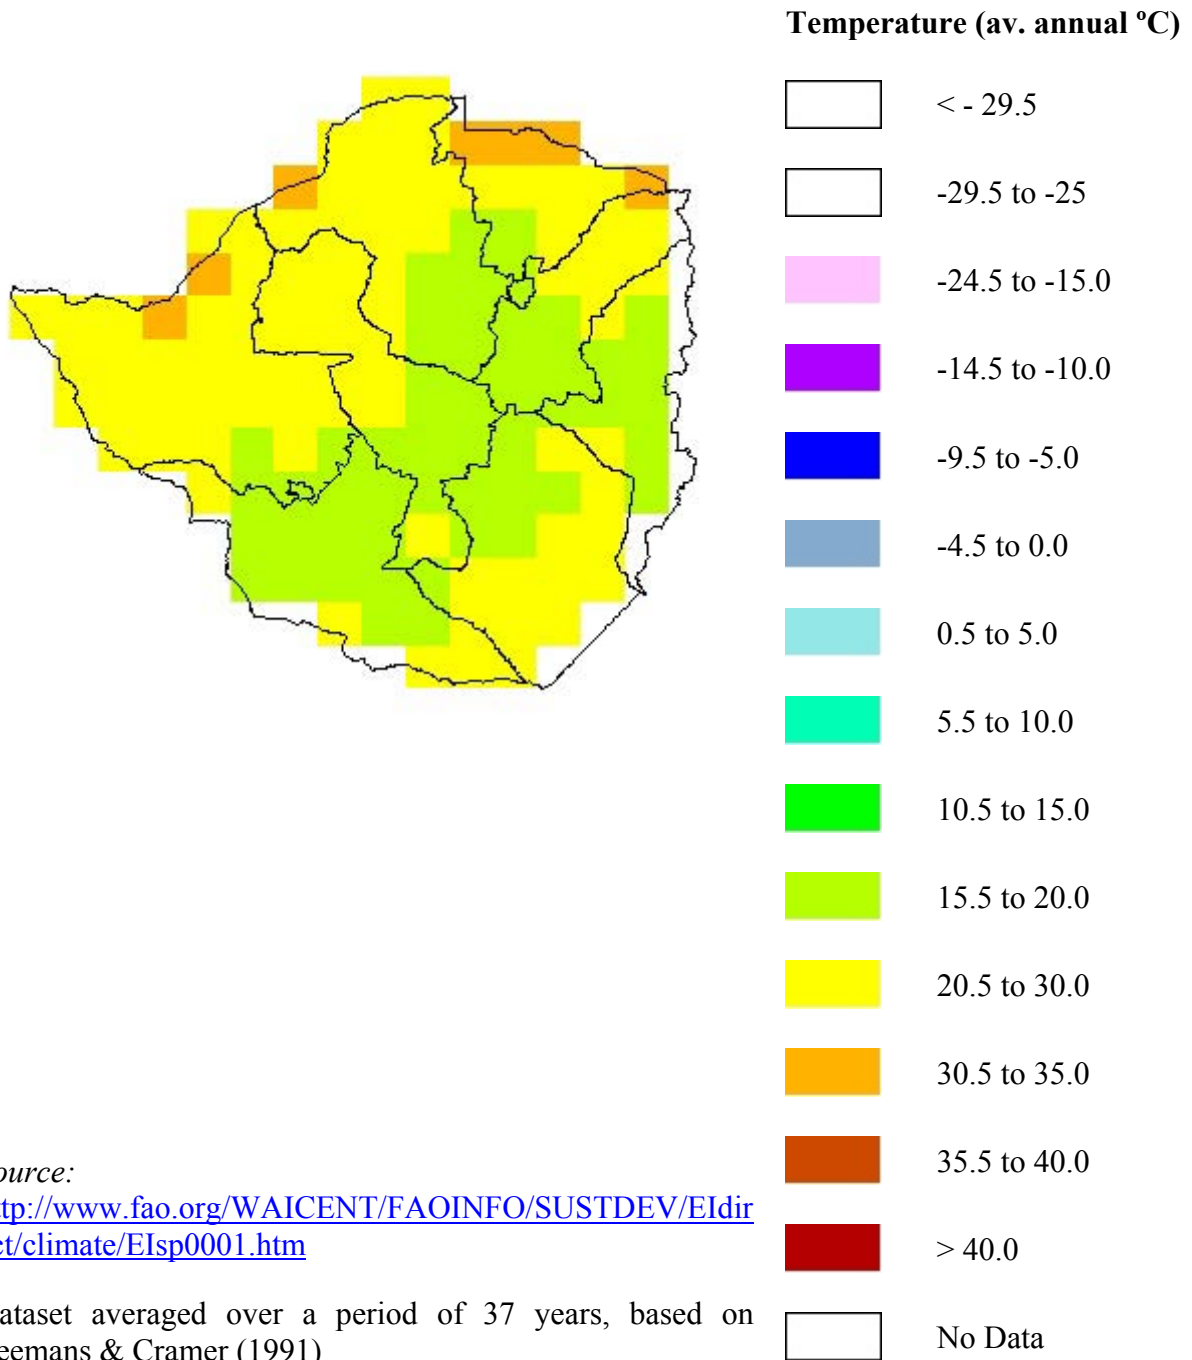 Temperature (av. annual ºC)
< - 29.5
-29.5 to -25
-24.5 to -15.0
-14.5 to -10.0
-9.5 to -5.0
-4.5 to 0.0
0.5 to 5.0
5.5 to 10.0
10.5 to 15.0
15.5 to 20.0
20.5 to 30.0
30.5 to 35.0
35.5 to 40.0
> 40.0
No Data
ource:
ttp://www.fao.org/WAICENT/FAOINFO/SUSTDEV/EIdir
ct/climate/EIsp0001.htm
ataset averaged over a period of 37 years, based on
eemans & Cramer (1991)